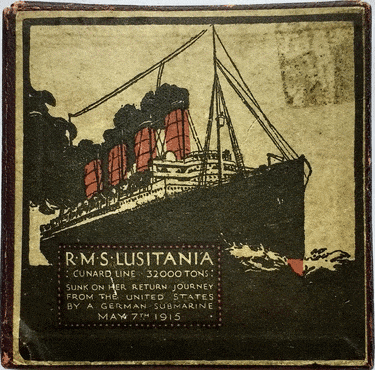 R·M·S·LUSITANIA
: CUNARD LINE · 32000 TONS :
SUNK ON HER RETURN JOURNEY
FROM THE UNITED STATES
BY A GERMAN SUBMARINE
MAY 7TH 1915